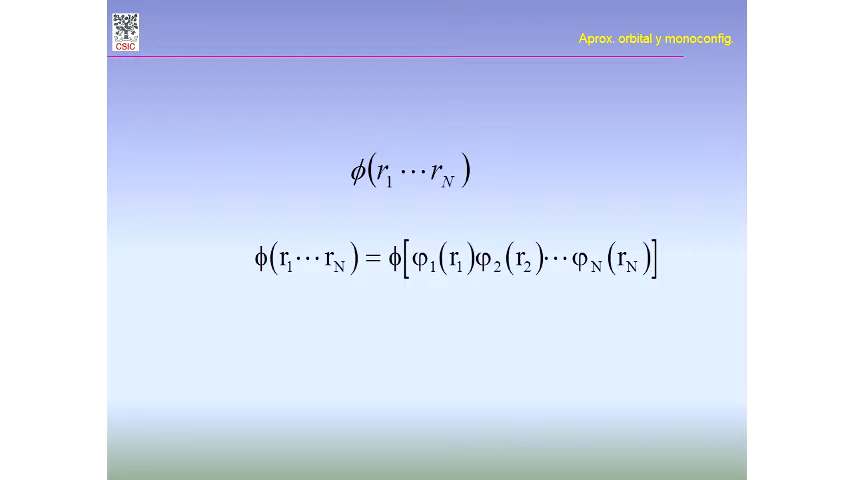 CSIC
Aprox. orbital y monoconfig.
ϕ(r₁⋯r_N)
ϕ(r₁⋯r_N) = ϕ[φ₁(r₁)φ₂(r₂)⋯φ_N(r_N)]